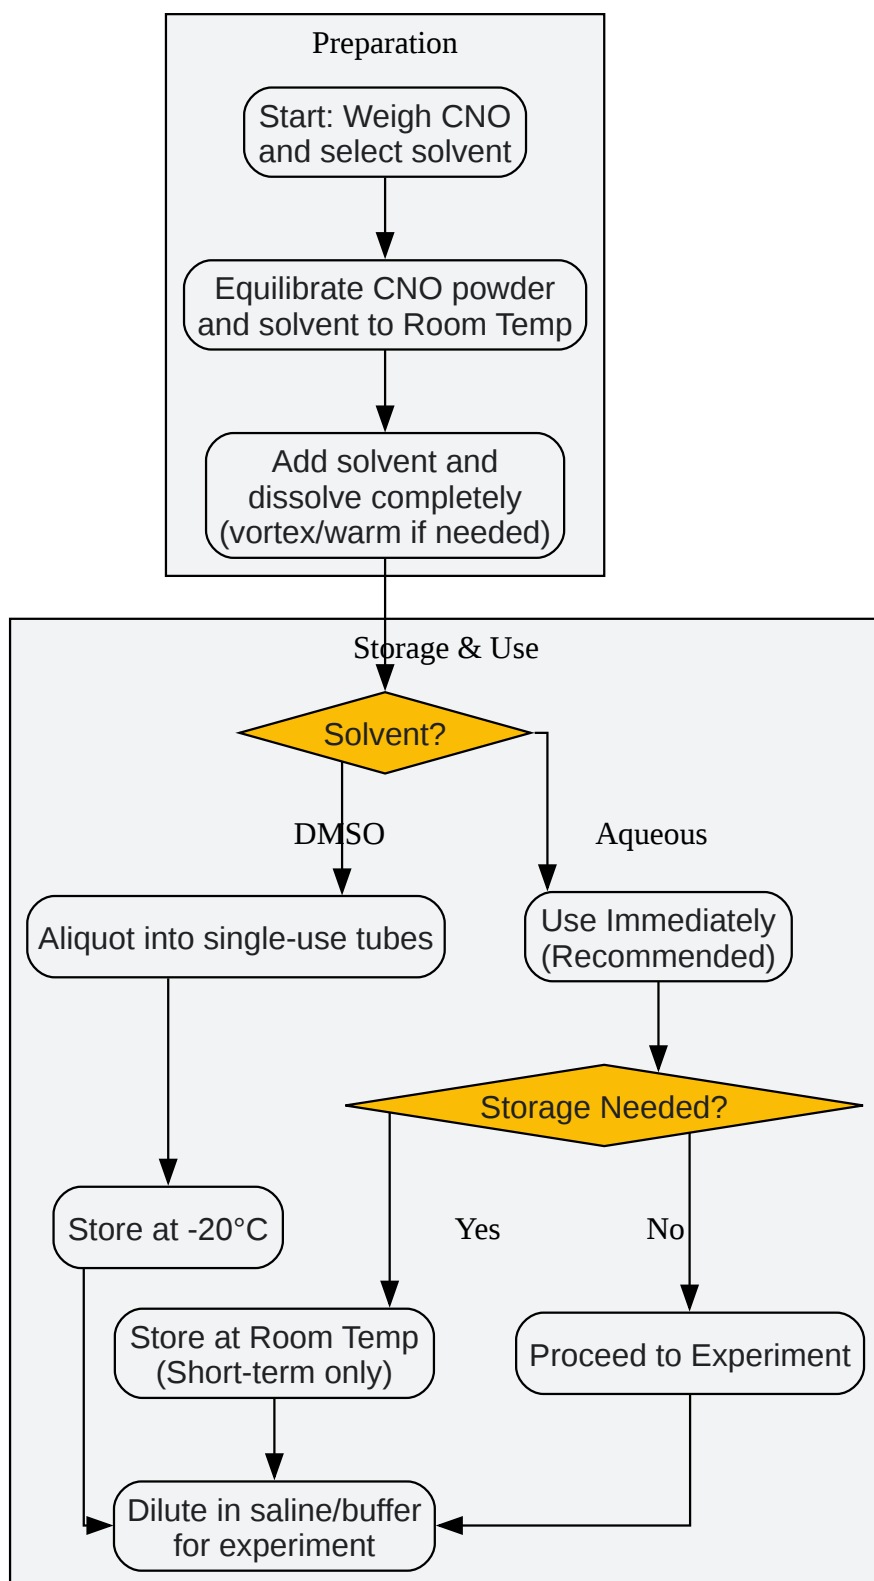 Preparation
Start: Weigh CNO
and select solvent
Equilibrate CNO powder
and solvent to Room Temp
Add solvent and
dissolve completely
(vortex/warm if needed)
Storage & Use
Solvent?
DMSO
Aqueous
Aliquot into single-use tubes
Use Immediately
(Recommended)
Storage Needed?
Store at -20°C
Yes
No
Store at Room Temp
(Short-term only)
Proceed to Experiment
Dilute in saline/buffer
for experiment